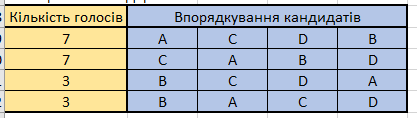 Кількість голосів Впорядкування кандидатів
7 A C D B
7 C A B D
3 B C D A
3 B A C D